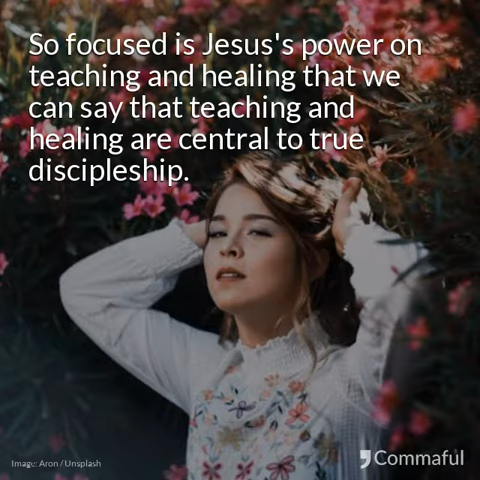 So focused is Jesus's power on
teaching and healing that we
can say that teaching and
healing are central to true
discipleship.
Image: Aron / Unsplash
Commaful